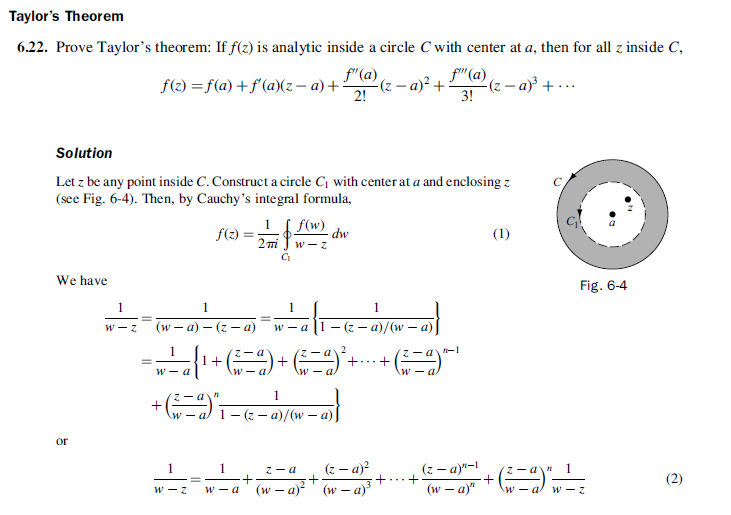 Taylor's Theorem
6.22. Prove Taylor's theorem: If f(z) is analytic inside a circle C with center at a, then for all z inside C,
f(z) = f(a) + f′(a)(z − a) + f″(a)/2! (z − a)² + f‴(a)/3! (z − a)³ + ···
Solution
Let z be any point inside C. Construct a circle C₁ with center at a and enclosing z
(see Fig. 6-4). Then, by Cauchy's integral formula,
f(z) = 1/2πi ∮_C₁ f(w)/(w − z) dw (1)
C
C₁
a
z
Fig. 6-4
We have
1/(w − z) = 1/((w − a) − (z − a)) = 1/(w − a) {1/(1 − (z − a)/(w − a))}
= 1/(w − a) {1 + ((z − a)/(w − a)) + ((z − a)/(w − a))² + ··· + ((z − a)/(w − a))ⁿ⁻¹
+ ((z − a)/(w − a))ⁿ 1/(1 − (z − a)/(w − a))}
or
1/(w − z) = 1/(w − a) + (z − a)/(w − a)² + (z − a)²/(w − a)³ + ··· + (z − a)ⁿ⁻¹/(w − a)ⁿ + ((z − a)/(w − a))ⁿ 1/(w − z) (2)